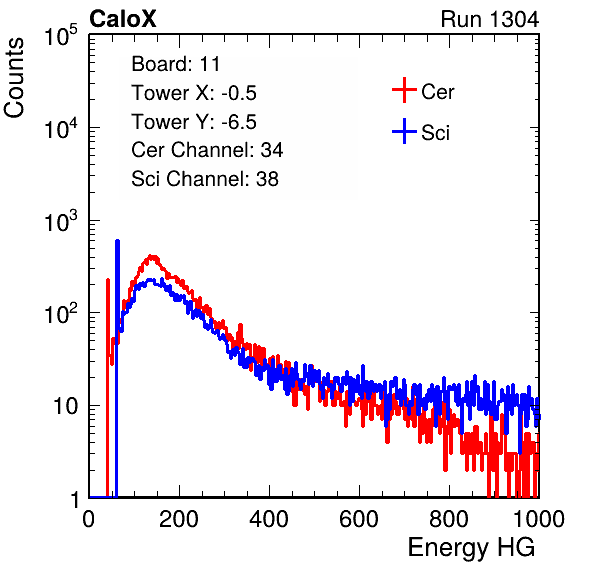 CaloX Run 1304
Counts
10^5
10^4
10^3
10^2
10
1
Board: 11
Tower X: -0.5
Tower Y: -6.5
Cer Channel: 34
Sci Channel: 38
Cer
Sci
0 200 400 600 800 1000
Energy HG